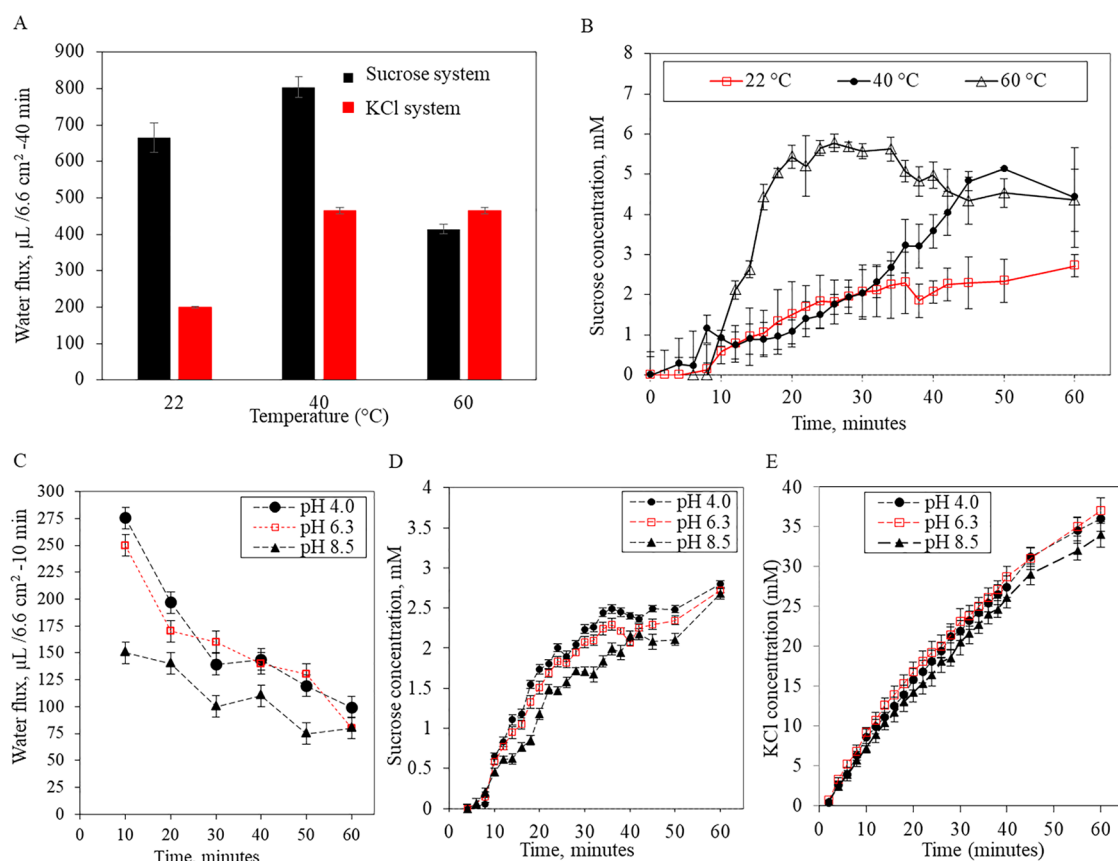 A
Water flux, µL /6.6 cm² -40 min
900
800
700
600
500
400
300
200
100
0
Sucrose system
KCl system
22
40
60
Temperature (°C)
B
Sucrose concentration, mM
8
7
6
5
4
3
2
1
0
22 °C
40 °C
60 °C
0
10
20
30
40
50
60
Time, minutes
C
Water flux, µL /6.6 cm² -10 min
300
275
250
225
200
175
150
125
100
75
50
25
0
pH 4.0
pH 6.3
pH 8.5
0
10
20
30
40
50
60
Time, minutes
D
Sucrose concentration, mM
4
3.5
3
2.5
2
1.5
1
0.5
0
pH 4.0
pH 6.3
pH 8.5
0
10
20
30
40
50
60
Time, minutes
E
KCl concentration (mM)
40
35
30
25
20
15
10
5
0
pH 4.0
pH 6.3
pH 8.5
0
10
20
30
40
50
60
Time (minutes)